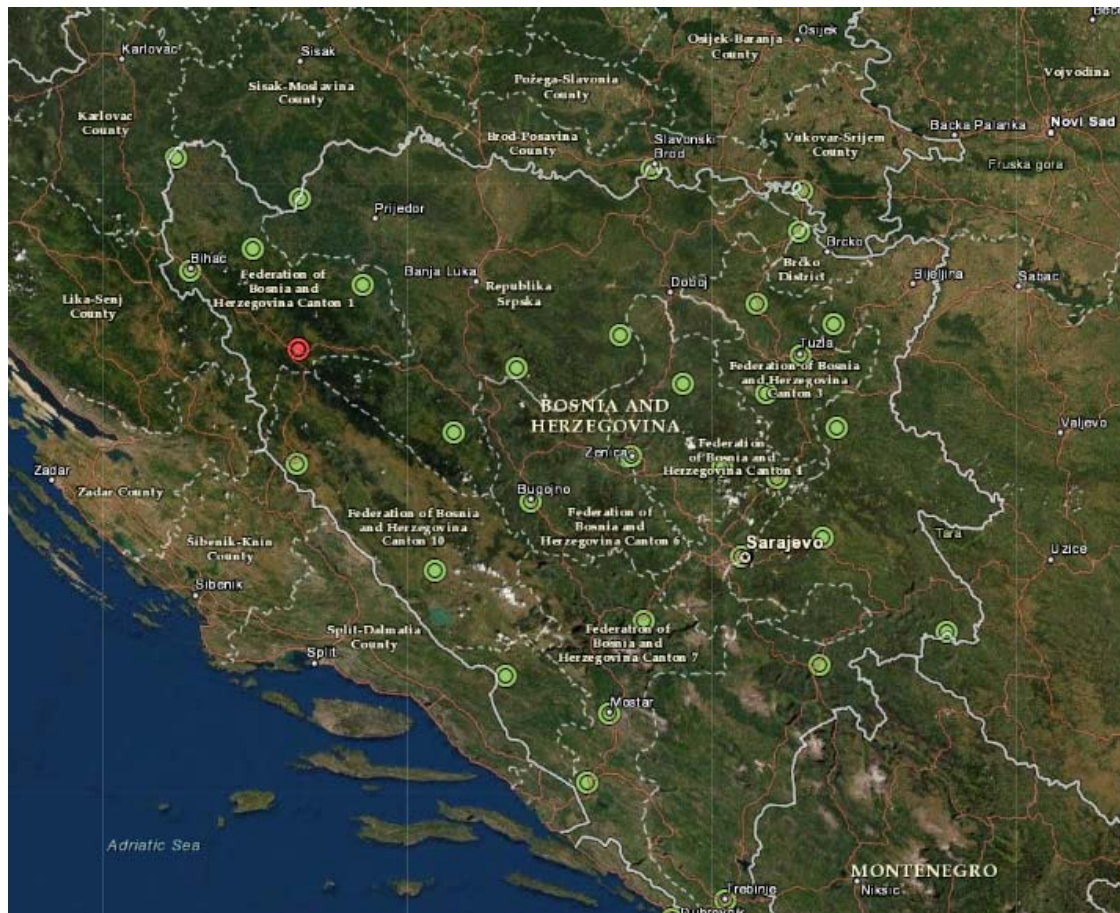 Karlovac
Sisak
Osijek-Baranja
County
Osijek
Vojvodina
Sisak-Moslavina
County
Požega-Slavonia
County
Karlovac
County
Brod-Posavina
County
Slavonski
Brod
Vukovar-Srijem
County
Backa Palanka
Novi Sad
Fruska gora
Prijedor
Bihac
Federation of
Bosnia and
Herzegovina Canton 1
Banja Luka
Republika
Srpska
Doboj
Brcko
Brčko
District
Bijeljina
Sabac
Lika-Senj
County
Tuzla
Federation of Bosnia
and Herzegovina
Canton 3
BOSNIA AND
HERZEGOVINA
Valjevo
Zenica
Federation
of Bosnia and
Herzegovina Canton 4
Zadar
Zadar County
Bugojno
Federation of Bosnia
and Herzegovina
Canton 10
Federation of
Bosnia and
Herzegovina Canton 6
Šibenik-Knin
County
Sarajevo
Tara
Uzice
Sibenik
Split-Dalmatia
County
Split
Federation of
Bosnia and
Herzegovina Canton 7
Mostar
Adriatic Sea
MONTENEGRO
Niksic
Trebinje
Dubrovnik